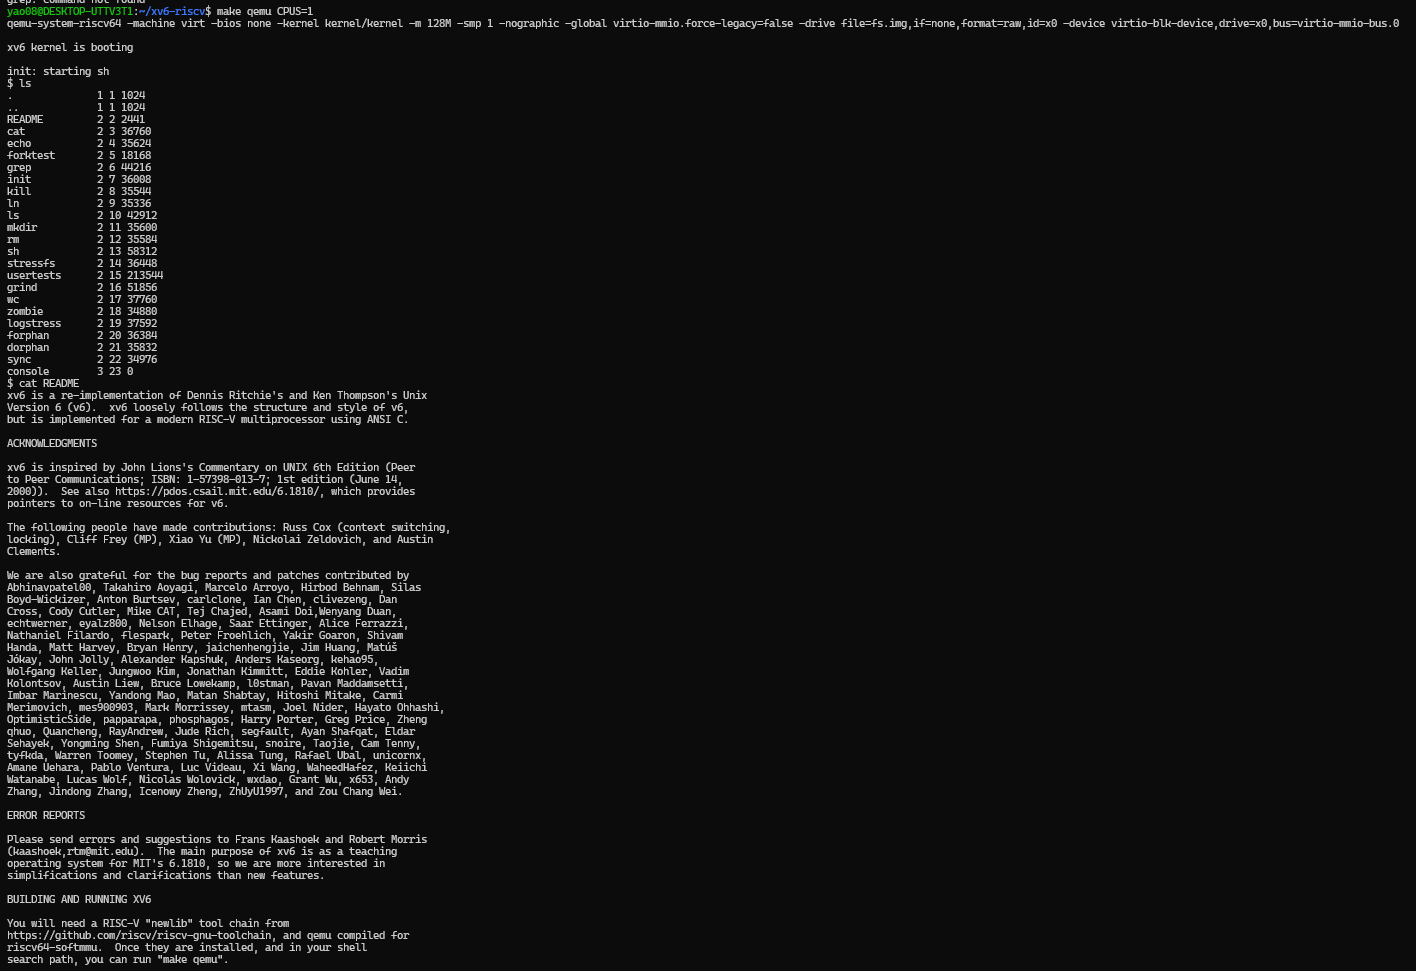 grep: Command not found
yao08@DESKTOP-UTTV3T1:~/xv6-riscv$ make qemu CPUS=1
qemu-system-riscv64 -machine virt -bios none -kernel kernel/kernel -m 128M -smp 1 -nographic -global virtio-mmio.force-legacy=false -drive file=fs.img,if=none,format=raw,id=x0 -device virtio-blk-device,drive=x0,bus=virtio-mmio-bus.0
xv6 kernel is booting
init: starting sh
$ ls
.              1 1 1024
..             1 1 1024
README         2 2 2441
cat            2 3 36760
echo           2 4 35624
forktest       2 5 18168
grep           2 6 44216
init           2 7 36008
kill           2 8 35544
ln             2 9 35336
ls             2 10 42912
mkdir          2 11 35600
rm             2 12 35584
sh             2 13 58312
stressfs       2 14 36448
usertests      2 15 213544
grind          2 16 51856
wc             2 17 37760
zombie         2 18 34880
logstress      2 19 37592
forphan        2 20 36384
dorphan        2 21 35832
sync           2 22 34976
console        3 23 0
$ cat README
xv6 is a re-implementation of Dennis Ritchie's and Ken Thompson's Unix
Version 6 (v6).  xv6 loosely follows the structure and style of v6,
but is implemented for a modern RISC-V multiprocessor using ANSI C.
ACKNOWLEDGMENTS
xv6 is inspired by John Lions's Commentary on UNIX 6th Edition (Peer
to Peer Communications; ISBN: 1-57398-013-7; 1st edition (June 14,
2000)).  See also https://pdos.csail.mit.edu/6.1810/, which provides
pointers to on-line resources for v6.
The following people have made contributions: Russ Cox (context switching,
locking), Cliff Frey (MP), Xiao Yu (MP), Nickolai Zeldovich, and Austin
Clements.
We are also grateful for the bug reports and patches contributed by
Abhinavpatel00, Takahiro Aoyagi, Marcelo Arroyo, Hirbod Behnam, Silas
Boyd-Wickizer, Anton Burtsev, carlclone, Ian Chen, clivezeng, Dan
Cross, Cody Cutler, Mike CAT, Tej Chajed, Asami Doi,Wenyang Duan,
echtwerner, eyalz800, Nelson Elhage, Saar Ettinger, Alice Ferrazzi,
Nathaniel Filardo, flespark, Peter Froehlich, Yakir Goaron, Shivam
Handa, Matt Harvey, Bryan Henry, jaichenhengjie, Jim Huang, Matúš
Jókay, John Jolly, Alexander Kapshuk, Anders Kaseorg, kehao95,
Wolfgang Keller, Jungwoo Kim, Jonathan Kimmitt, Eddie Kohler, Vadim
Kolontsov, Austin Liew, Bruce Lowekamp, l0stman, Pavan Maddamsetti,
Imbar Marinescu, Yandong Mao, Matan Shabtay, Hitoshi Mitake, Carmi
Merimovich, mes900903, Mark Morrissey, mtasm, Joel Nider, Hayato Ohhashi,
OptimisticSide, papparapa, phosphagos, Harry Porter, Greg Price, Zheng
qhuo, Quancheng, RayAndrew, Jude Rich, segfault, Ayan Shafqat, Eldar
Sehayek, Yongming Shen, Fumiya Shigemitsu, snoire, Taojie, Cam Tenny,
tyfkda, Warren Toomey, Stephen Tu, Alissa Tung, Rafael Ubal, unicornx,
Amane Uehara, Pablo Ventura, Luc Videau, Xi Wang, WaheedHafez, Keiichi
Watanabe, Lucas Wolf, Nicolas Wolovick, wxdao, Grant Wu, x653, Andy
Zhang, Jindong Zhang, Icenowy Zheng, ZhUyU1997, and Zou Chang Wei.
ERROR REPORTS
Please send errors and suggestions to Frans Kaashoek and Robert Morris
(kaashoek,rtm@mit.edu).  The main purpose of xv6 is as a teaching
operating system for MIT's 6.1810, so we are more interested in
simplifications and clarifications than new features.
BUILDING AND RUNNING XV6
You will need a RISC-V "newlib" tool chain from
https://github.com/riscv/riscv-gnu-toolchain, and qemu compiled for
riscv64-softmmu.  Once they are installed, and in your shell
search path, you can run "make qemu".